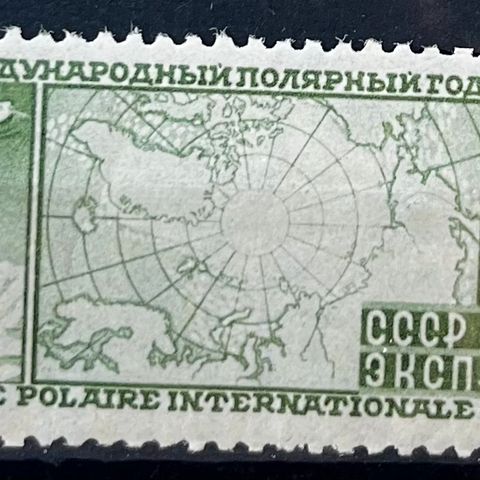 ДУНАРОДНЫЙ ПОЛЯРНЫЙ ГОД
СССР
ЭКСП
POLAIRE INTERNATIONALE